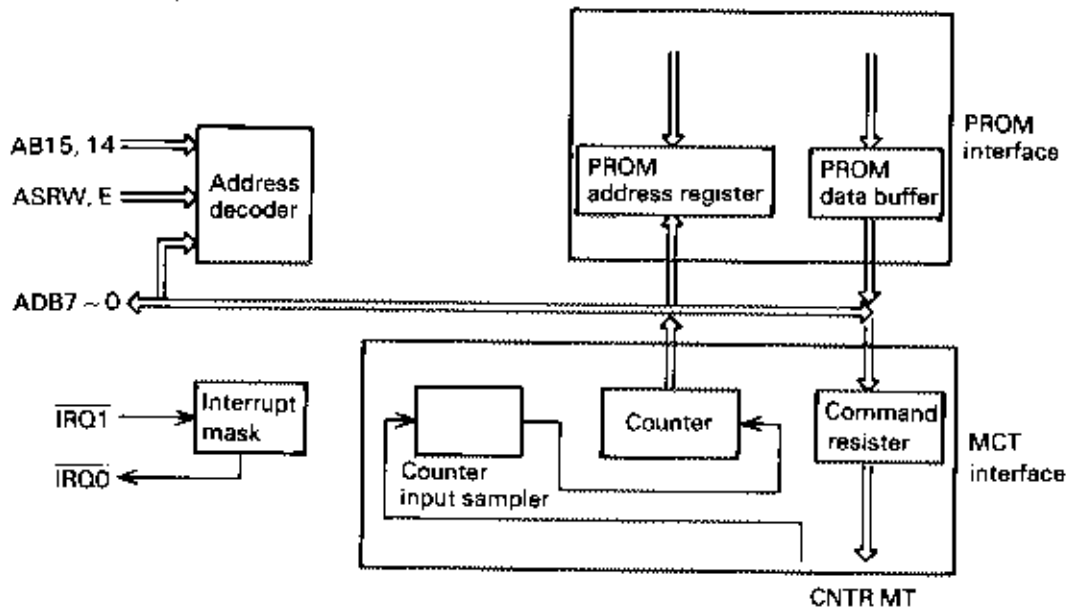 AB15, 14
ASRW, E
Address
decoder
ADB7 ~ 0
PROM
address register
PROM
data buffer
PROM
interface
IRQ1
IRQ0
Interrupt
mask
Counter
input sampler
Counter
Command
resister
MCT
interface
CNTR MT